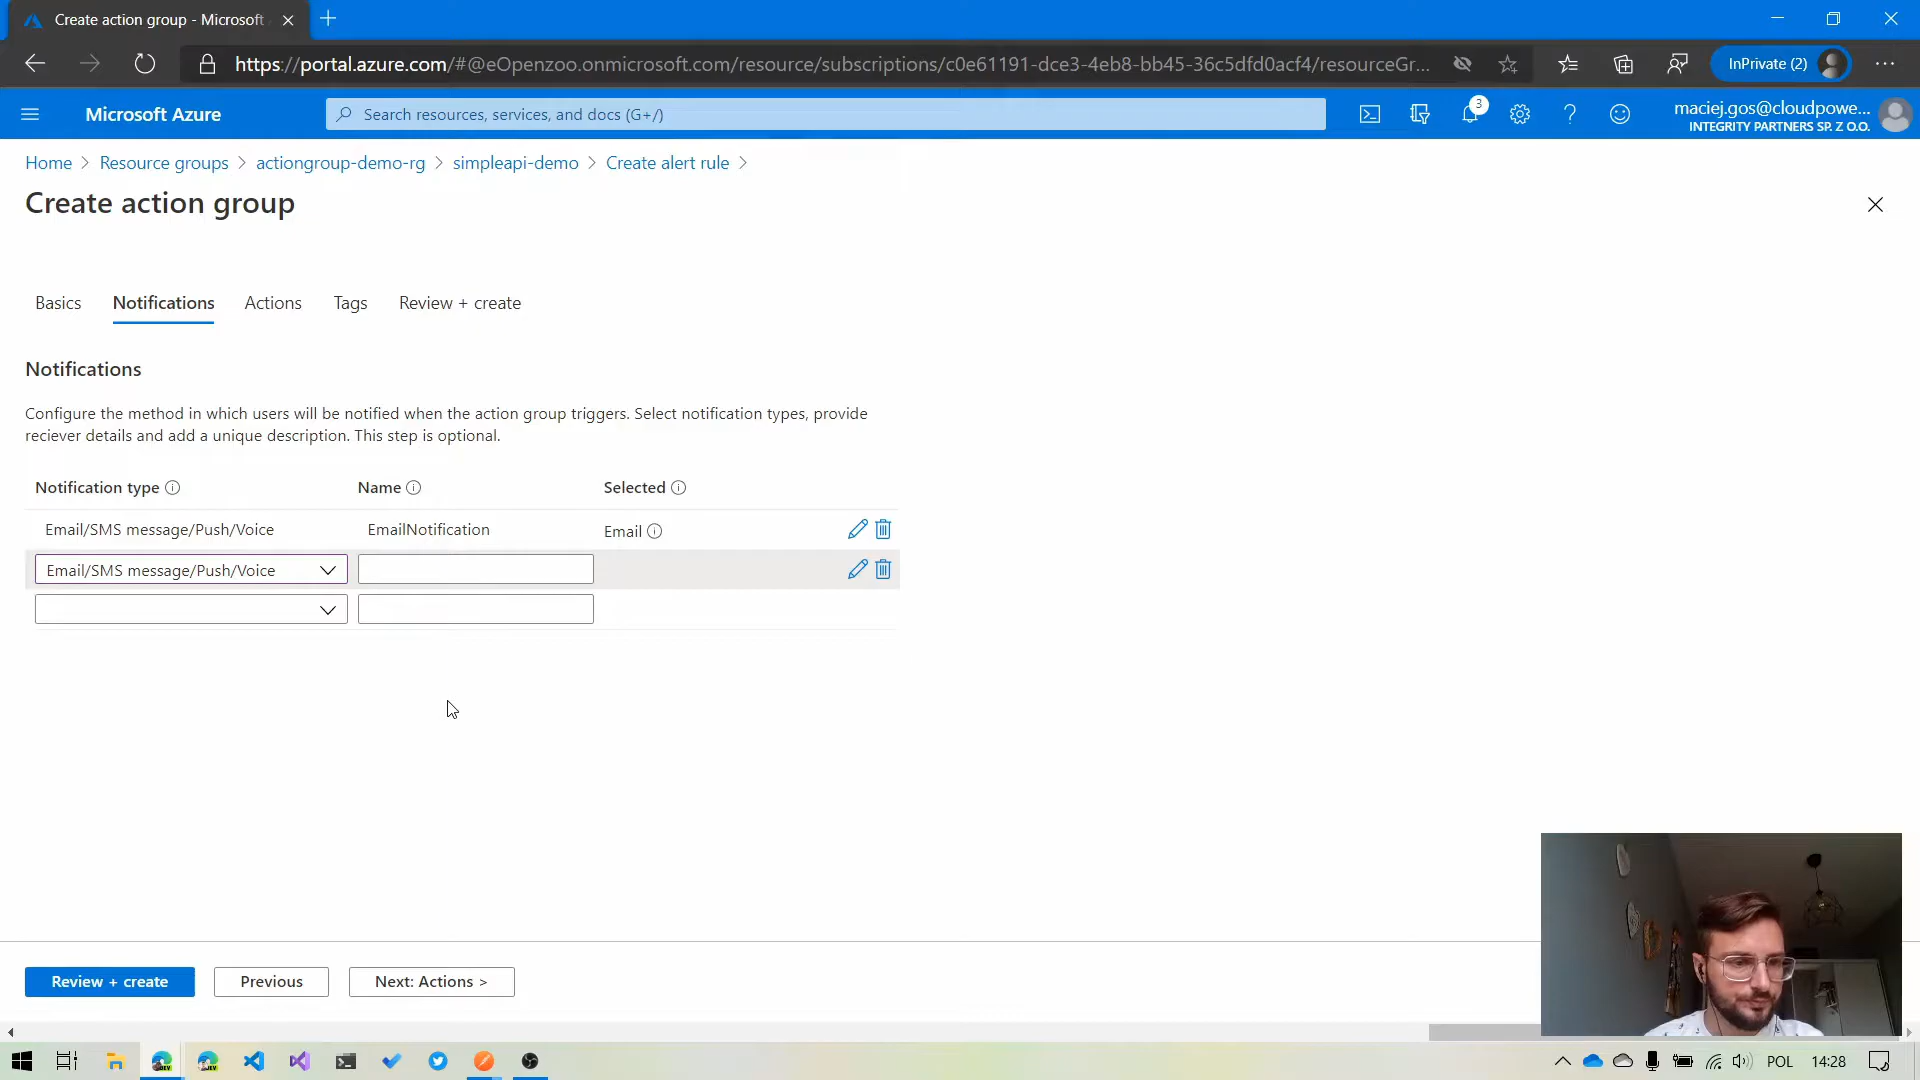 Create action group - Microsoft
https://portal.azure.com/#@eOpenzoo.onmicrosoft.com/resource/subscriptions/c0e61191-dce3-4eb8-bb45-36c5dfd0acf4/resourceGr...
InPrivate (2)
Microsoft Azure
Search resources, services, and docs (G+/)
3
maciej.gos@cloudpowe...
INTEGRITY PARTNERS SP. Z O.O.
Home > Resource groups > actiongroup-demo-rg > simpleapi-demo > Create alert rule >
Create action group
Basics Notifications Actions Tags Review + create
Notifications
Configure the method in which users will be notified when the action group triggers. Select notification types, provide
reciever details and add a unique description. This step is optional.
Notification type Name Selected
Email/SMS message/Push/Voice EmailNotification Email
Email/SMS message/Push/Voice
Review + create Previous Next: Actions >
POL 14:28